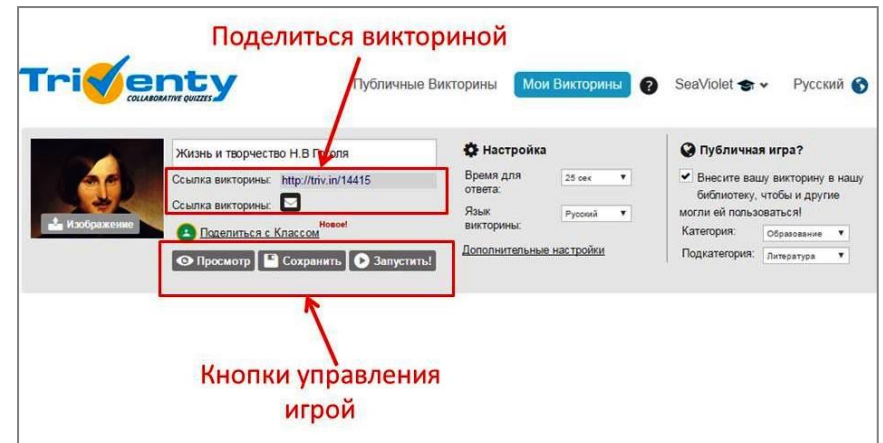 Поделиться викториной
Triventy
COLLABORATIVE QUIZZES
Публичные Викторины Мои Викторины ? SeaViolet Русский
Жизнь и творчество Н.В Гоголя
Ссылка викторины: http://triv.in/14415
Ссылка викторины:
Изображение
Поделиться с Классом Новое!
Просмотр Сохранить Запустить!
Настройка
Время для ответа: 25 сек
Язык викторины: Русский
Дополнительные настройки
Публичная игра?
Внесите вашу викторину в нашу
библиотеку, чтобы и другие
могли ей пользоваться!
Категория: Образование
Подкатегория: Литература
Кнопки управления
игрой